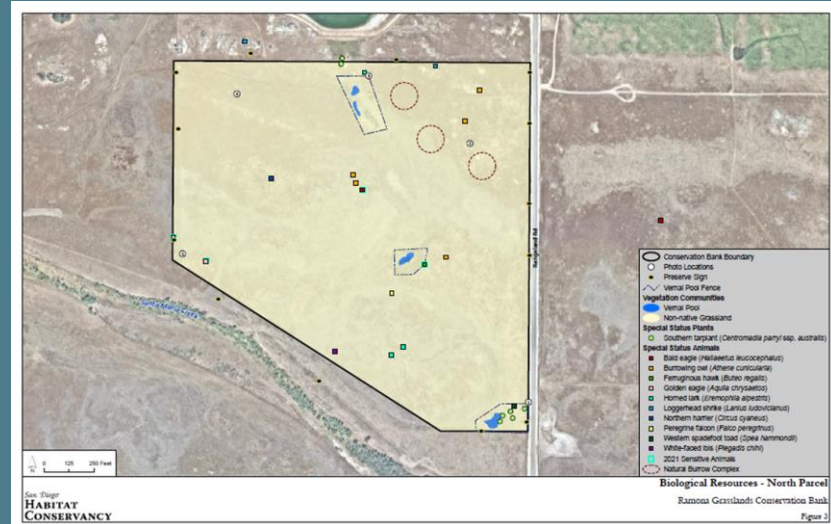 Santa Maria Creek
Rangeland Rd
Conservation Bank Boundary
Photo Locations
Preserve Sign
Vernal Pool Fence
Vegetation Communities
Vernal Pool
Non-native Grassland
Special Status Plants
Southern tarplant (Centromadia parryi ssp. australis)
Special Status Animals
Bald eagle (Haliaeetus leucocephalus)
Burrowing owl (Athene cunicularia)
Ferruginous hawk (Buteo regalis)
Golden eagle (Aquila chrysaetos)
Horned lark (Eremophila alpestris)
Loggerhead shrike (Lanius ludovicianus)
Northern harrier (Circus cyaneus)
Peregrine falcon (Falco peregrinus)
Western spadefoot toad (Spea hammondii)
White-faced ibis (Plegadis chihi)
2021 Sensitive Animals
Natural Burrow Complex
N
0 125 250 Feet
San Diego
HABITAT
CONSERVANCY
Biological Resources - North Parcel
Ramona Grasslands Conservation Bank